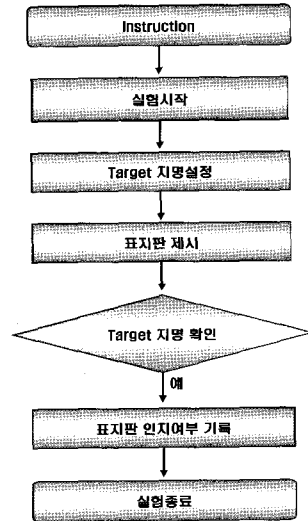 Instruction
실험시작
Target 지명설정
표지판 제시
Target 지명 확인
예
표지판 인지여부 기록
실험종료